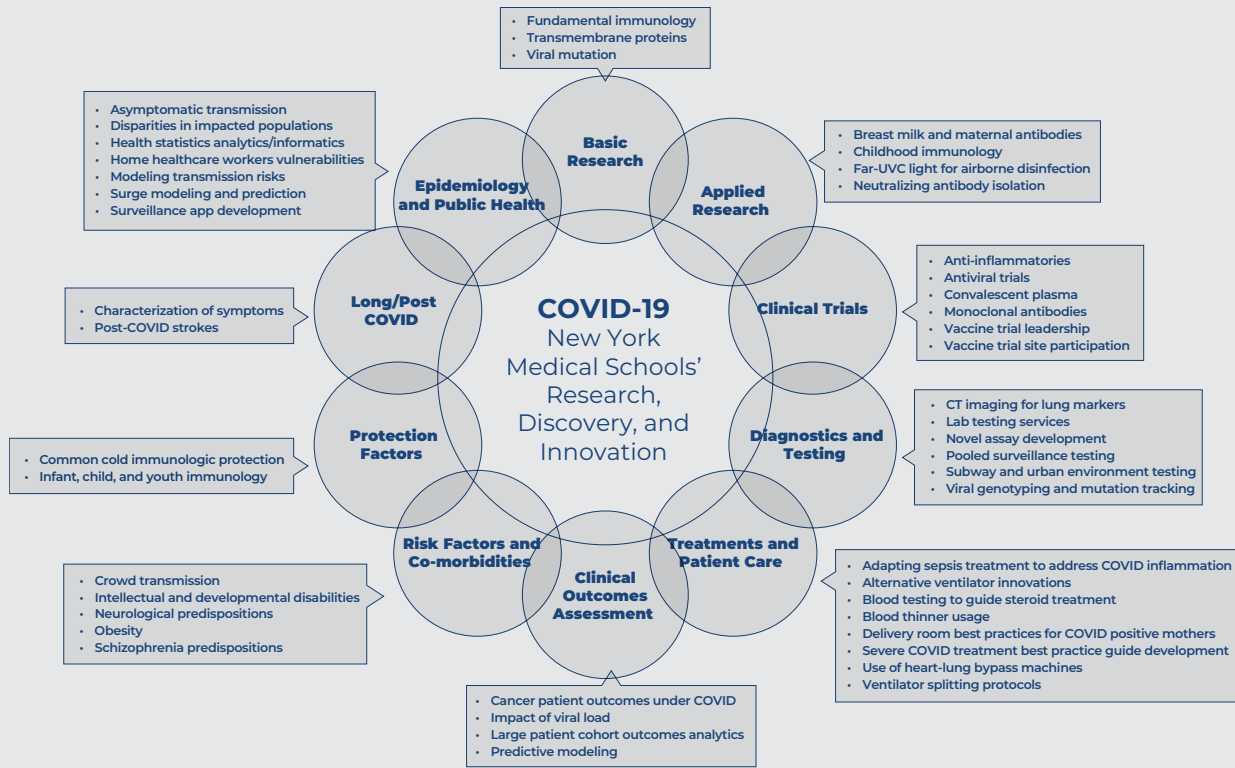 • Fundamental immunology
• Transmembrane proteins
• Viral mutation
Basic
Research
• Breast milk and maternal antibodies
• Childhood immunology
• Far-UVC light for airborne disinfection
• Neutralizing antibody isolation
Applied
Research
• Anti-inflammatories
• Antiviral trials
• Convalescent plasma
• Monoclonal antibodies
• Vaccine trial leadership
• Vaccine trial site participation
Clinical Trials
• CT imaging for lung markers
• Lab testing services
• Novel assay development
• Pooled surveillance testing
• Subway and urban environment testing
• Viral genotyping and mutation tracking
Diagnostics and
Testing
• Adapting sepsis treatment to address COVID inflammation
• Alternative ventilator innovations
• Blood testing to guide steroid treatment
• Blood thinner usage
• Delivery room best practices for COVID positive mothers
• Severe COVID treatment best practice guide development
• Use of heart-lung bypass machines
• Ventilator splitting protocols
Treatments and
Patient Care
• Cancer patient outcomes under COVID
• Impact of viral load
• Large patient cohort outcomes analytics
• Predictive modeling
Clinical
Outcomes
Assessment
• Crowd transmission
• Intellectual and developmental disabilities
• Neurological predispositions
• Obesity
• Schizophrenia predispositions
Risk Factors and
Co-morbidities
• Common cold immunologic protection
• Infant, child, and youth immunology
Protection
Factors
• Characterization of symptoms
• Post-COVID strokes
Long/Post
COVID
• Asymptomatic transmission
• Disparities in impacted populations
• Health statistics analytics/informatics
• Home healthcare workers vulnerabilities
• Modeling transmission risks
• Surge modeling and prediction
• Surveillance app development
Epidemiology
and Public Health
COVID-19
New York
Medical Schools’
Research,
Discovery, and
Innovation